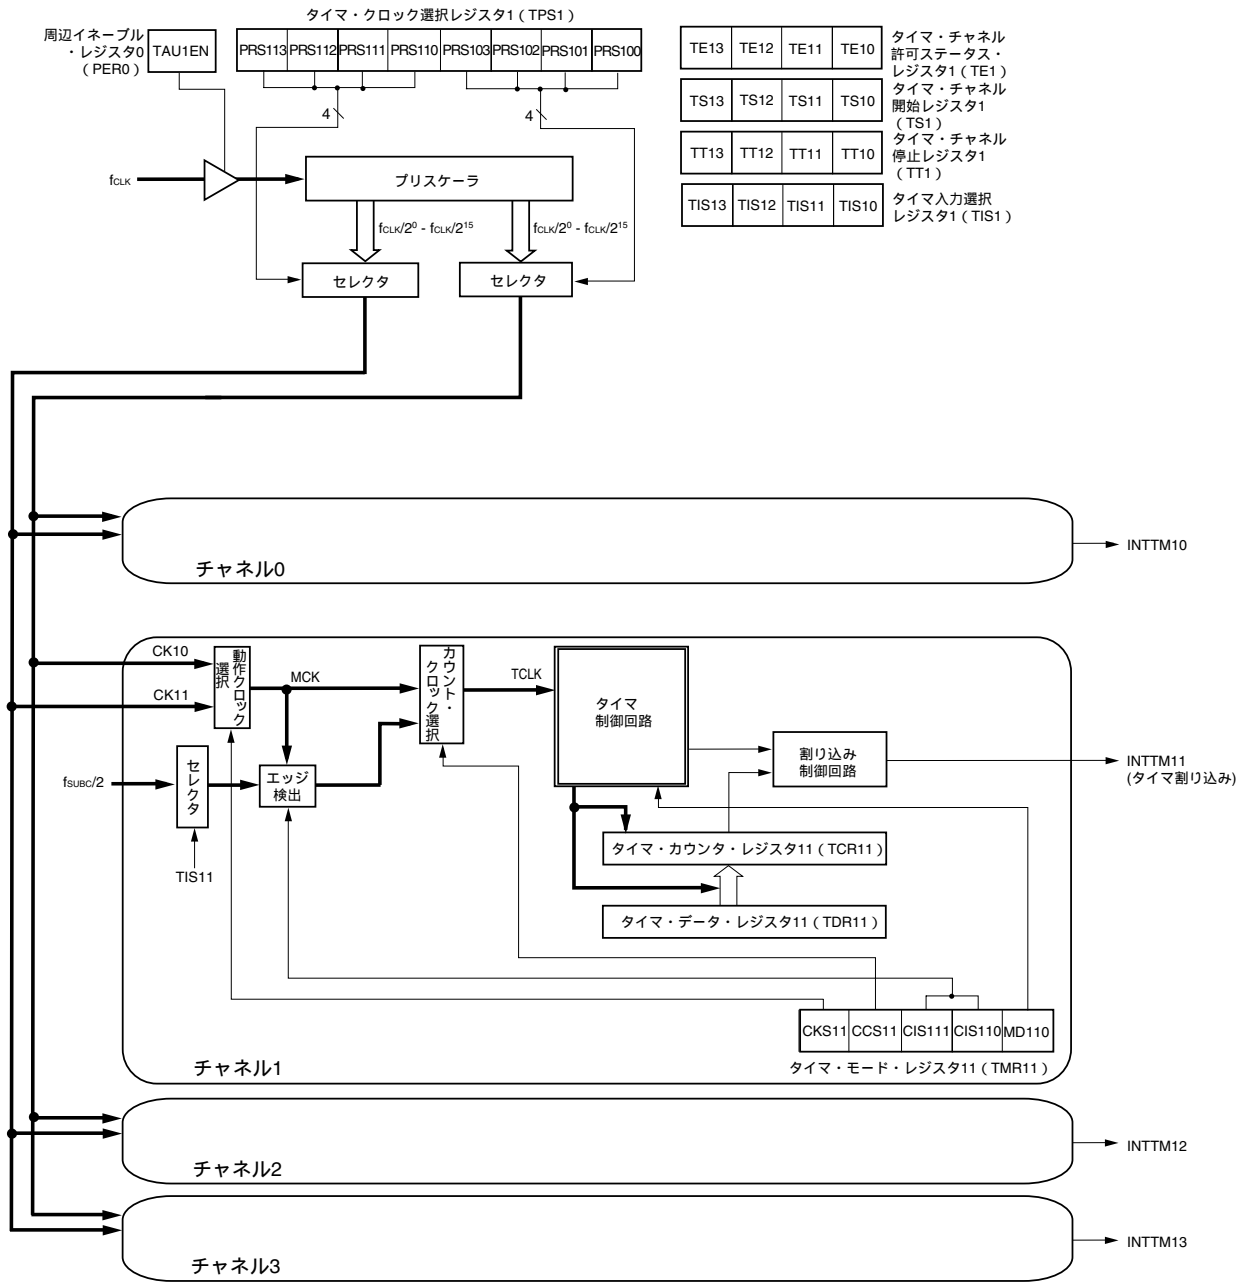 タイマ・クロック選択レジスタ1（TPS1）
周辺イネーブル
・レジスタ0
（PER0）
TAU1EN
PRS113 PRS112 PRS111 PRS110 PRS103 PRS102 PRS101 PRS100
TE13 TE12 TE11 TE10
タイマ・チャネル
許可ステータス・
レジスタ1（TE1）
TS13 TS12 TS11 TS10
タイマ・チャネル
開始レジスタ1
（TS1）
TT13 TT12 TT11 TT10
タイマ・チャネル
停止レジスタ1
（TT1）
TIS13 TIS12 TIS11 TIS10
タイマ入力選択
レジスタ1（TIS1）
4
4
fCLK
プリスケーラ
fCLK/2⁰ - fCLK/2¹⁵
fCLK/2⁰ - fCLK/2¹⁵
セレクタ
セレクタ
チャネル0
INTTM10
CK10
CK11
動作クロック
選択
MCK
カウント・
クロック選択
TCLK
タイマ
制御回路
fSUBC/2
セレクタ
エッジ
検出
TIS11
割り込み
制御回路
INTTM11
(タイマ割り込み)
タイマ・カウンタ・レジスタ11（TCR11）
タイマ・データ・レジスタ11（TDR11）
CKS11 CCS11 CIS111 CIS110 MD110
タイマ・モード・レジスタ11（TMR11）
チャネル1
チャネル2
INTTM12
チャネル3
INTTM13